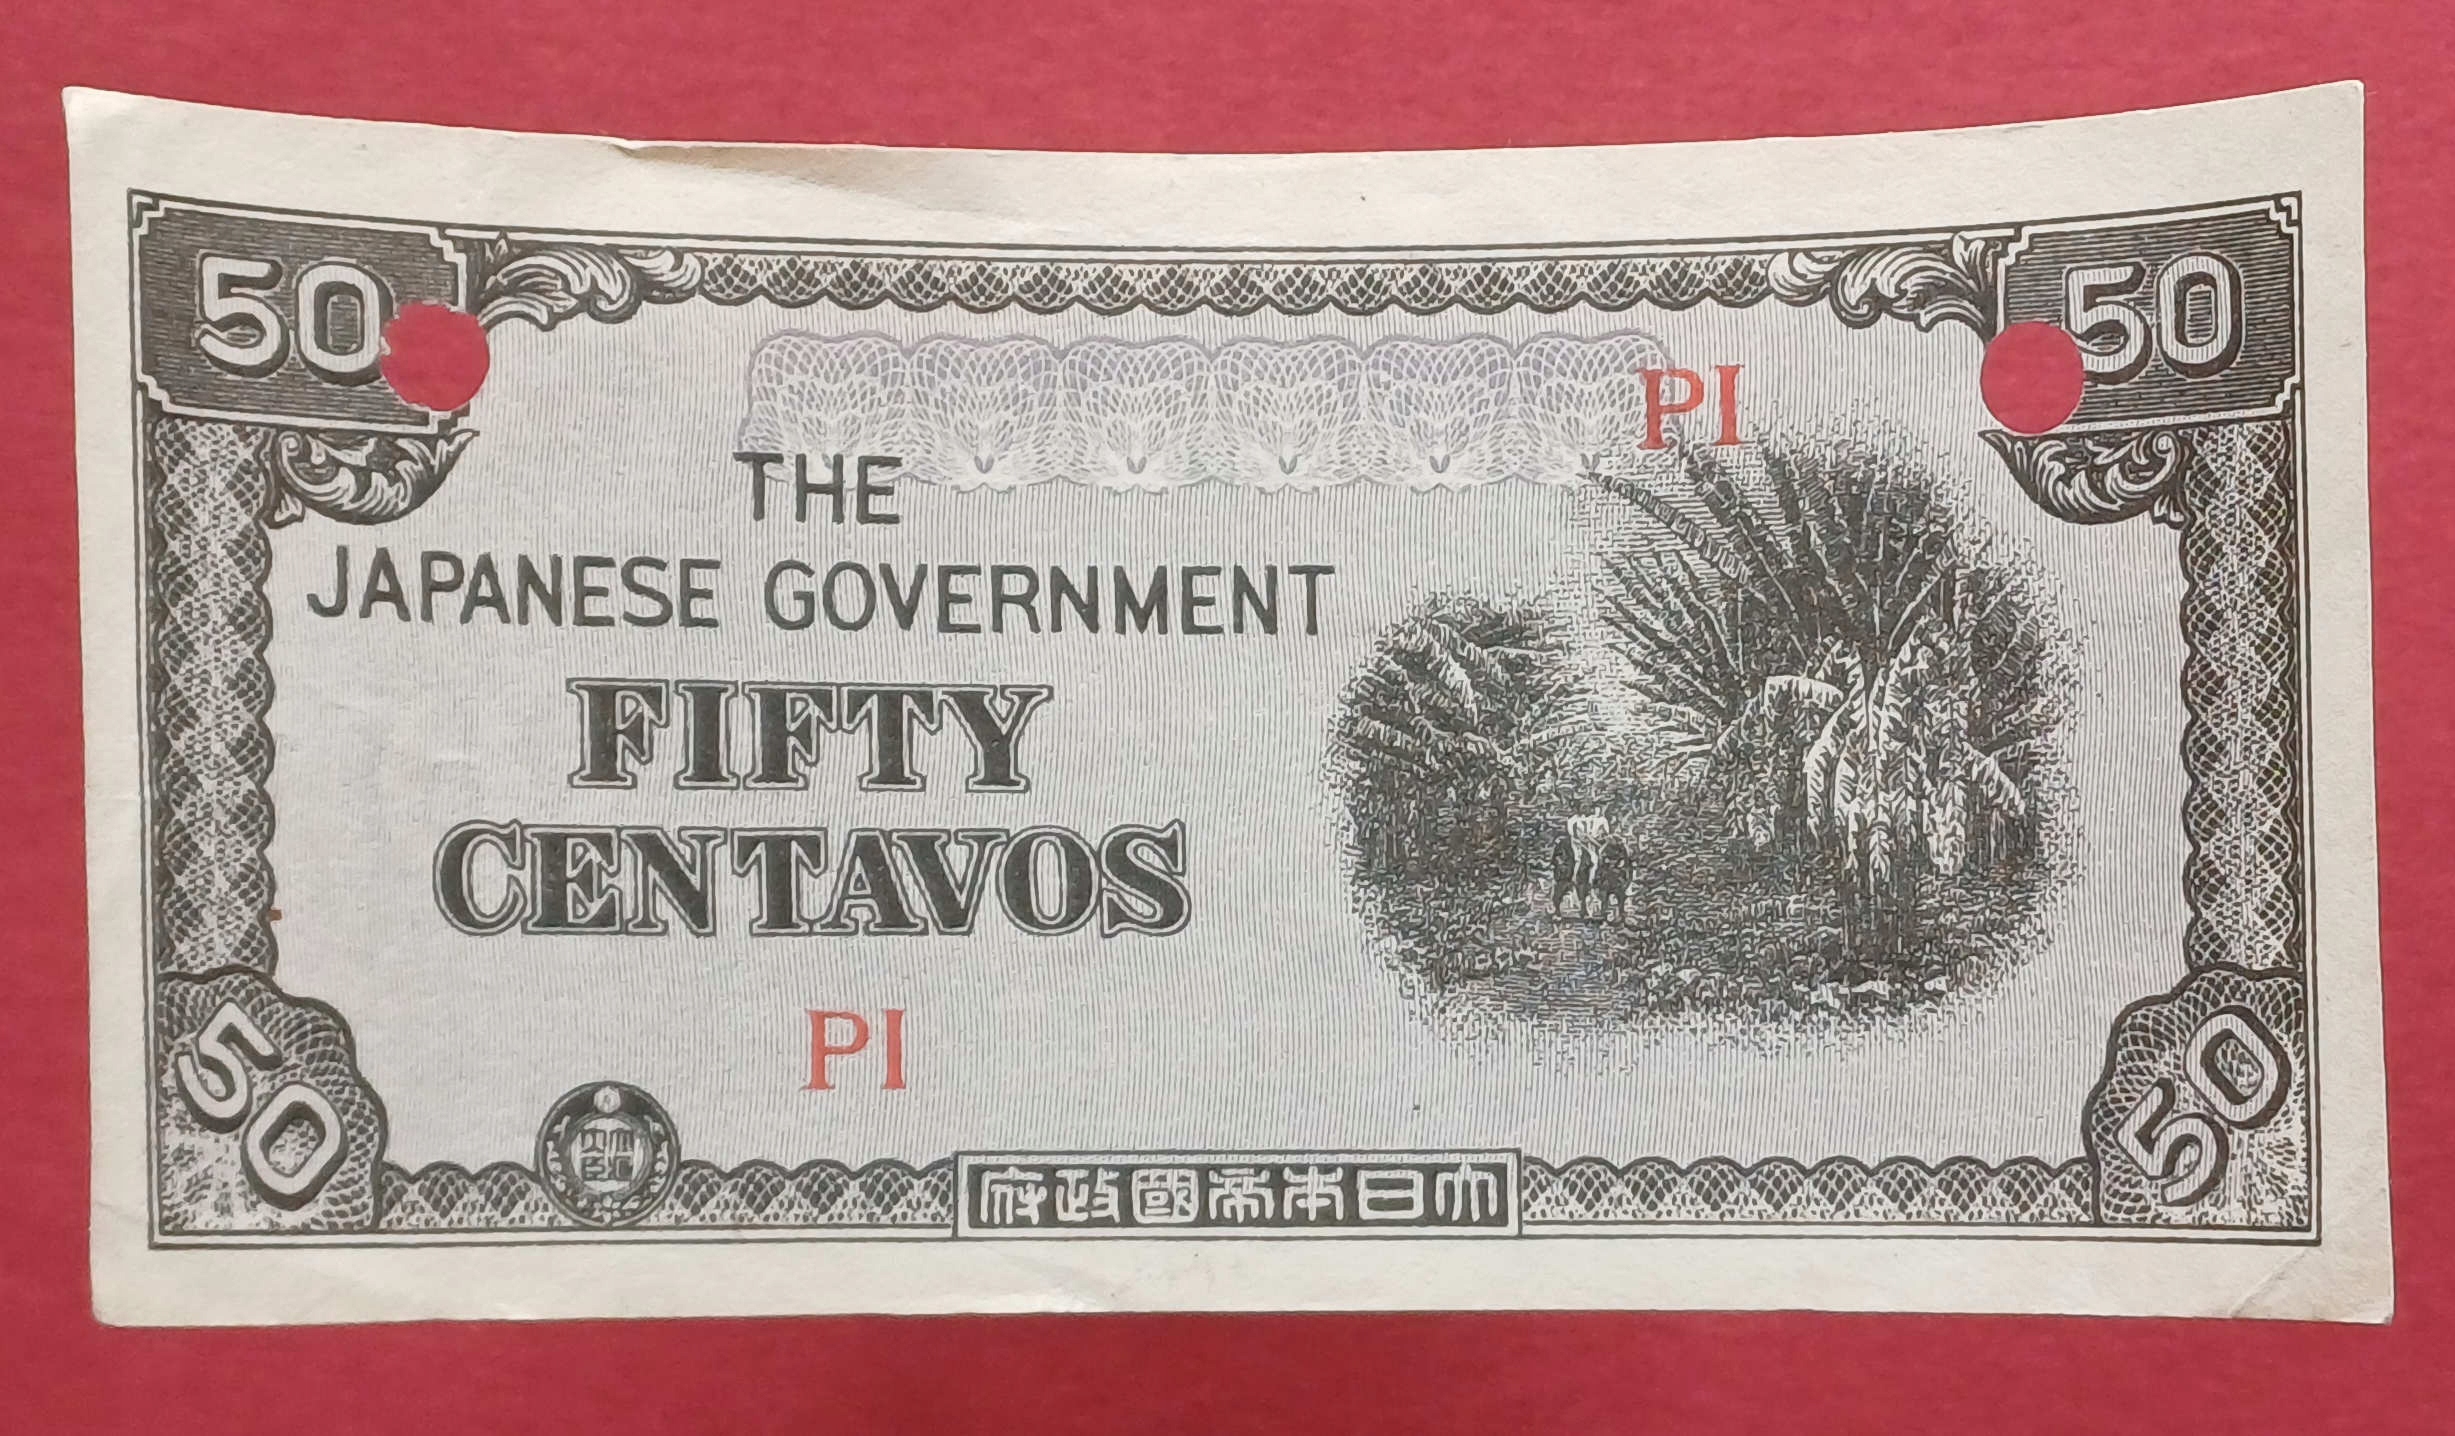 50 50
PI
THE
JAPANESE GOVERNMENT
FIFTY
CENTAVOS
PI
50 50
府政國帝本日大